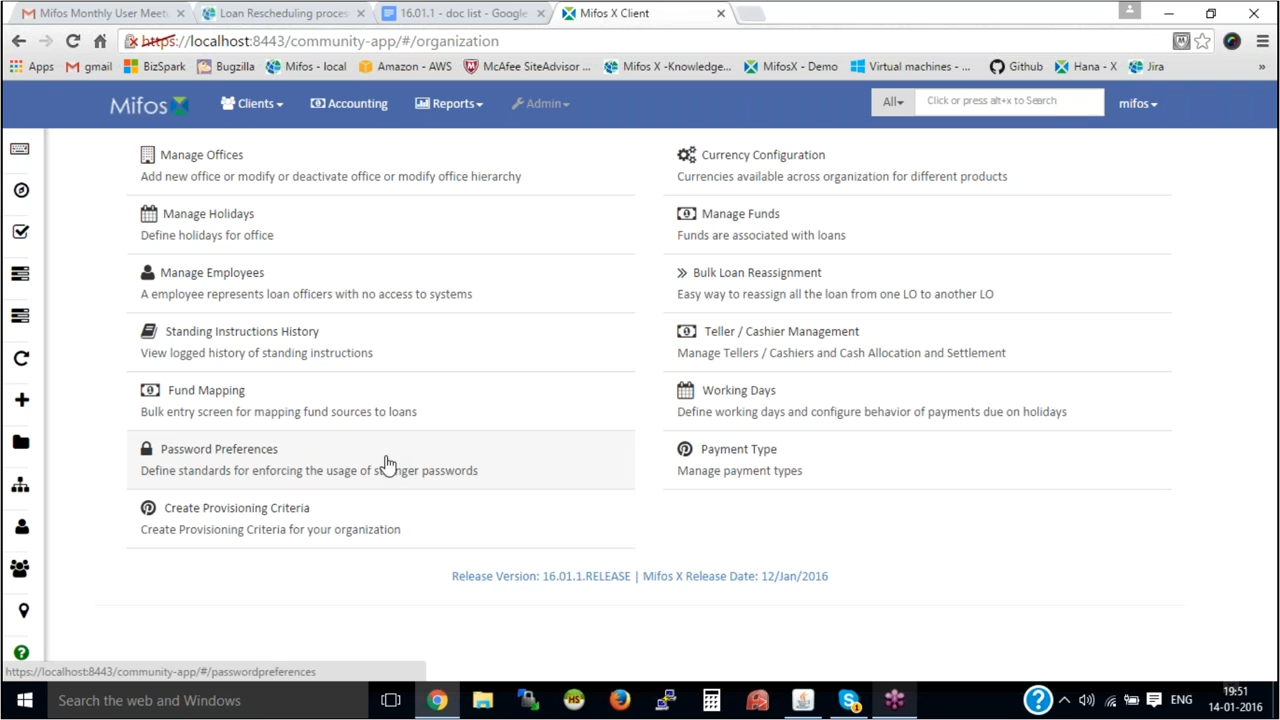 Mifos Monthly User Meetu
Loan Rescheduling proces
16.01.1 - doc list - Google
Mifos X Client
https://localhost:8443/community-app/#/organization
Apps
gmail
BizSpark
Bugzilla
Mifos - local
Amazon - AWS
McAfee SiteAdvisor ...
Mifos X -Knowledge...
MifosX - Demo
Virtual machines - ...
Github
Hana - X
Jira
»
Mifos
Clients
Accounting
Reports
Admin
All
Click or press alt+x to Search
mifos
Manage Offices
Add new office or modify or deactivate office or modify office hierarchy
Currency Configuration
Currencies available across organization for different products
Manage Holidays
Define holidays for office
Manage Funds
Funds are associated with loans
Manage Employees
A employee represents loan officers with no access to systems
Bulk Loan Reassignment
Easy way to reassign all the loan from one LO to another LO
Standing Instructions History
View logged history of standing instructions
Teller / Cashier Management
Manage Tellers / Cashiers and Cash Allocation and Settlement
Fund Mapping
Bulk entry screen for mapping fund sources to loans
Working Days
Define working days and configure behavior of payments due on holidays
Password Preferences
Define standards for enforcing the usage of stronger passwords
Payment Type
Manage payment types
Create Provisioning Criteria
Create Provisioning Criteria for your organization
Release Version: 16.01.1.RELEASE | Mifos X Release Date: 12/Jan/2016
https://localhost:8443/community-app/#/passwordpreferences
Search the web and Windows
HS
1
ENG
19:51
14-01-2016